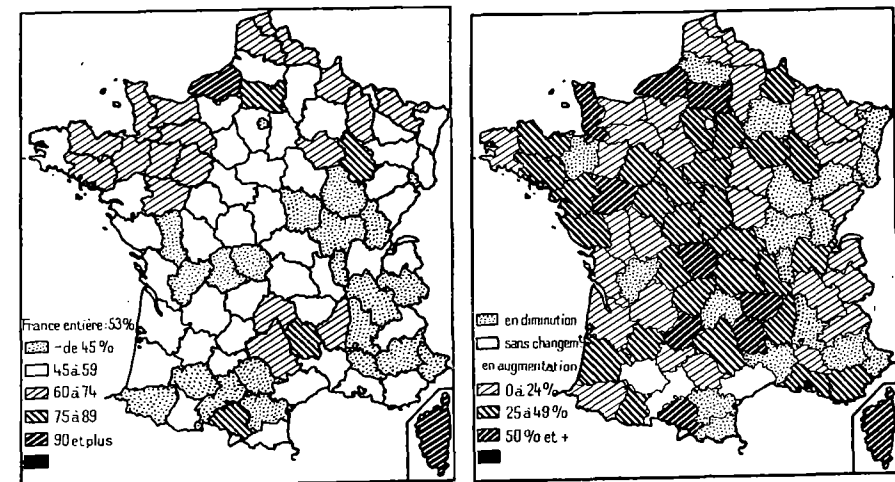 France entière: 53%
- de 45%
45 à 59
60 à 74
75 à 89
90 et plus
en diminution
sans changemt
en augmentation
0 à 24%
25 à 49%
50% et +